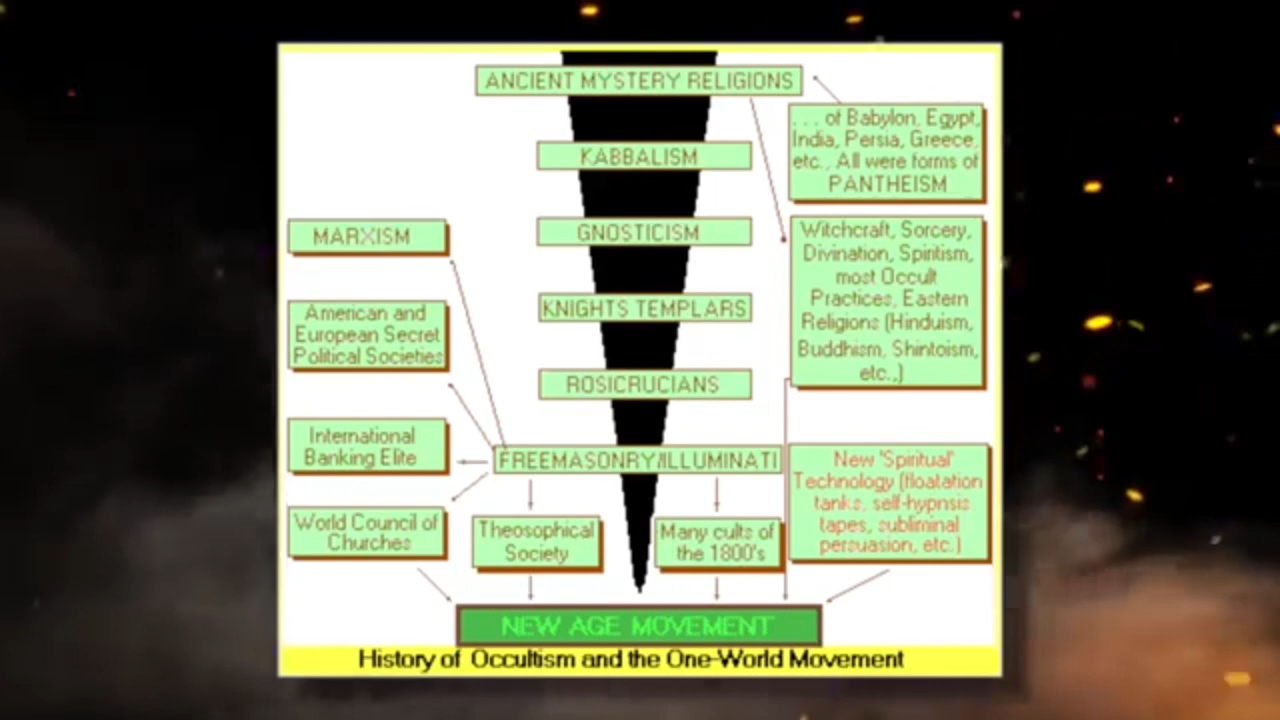 ANCIENT MYSTERY RELIGIONS
. . . of Babylon, Egypt,
India, Persia, Greece,
etc., All were forms of
PANTHEISM
KABBALISM
GNOSTICISM
KNIGHTS TEMPLARS
ROSICRUCIANS
Witchcraft, Sorcery,
Divination, Spiritism,
most Occult
Practices, Eastern
Religions (Hinduism,
Buddhism, Shintoism,
etc.,)
MARXISM
American and
European Secret
Political Societies
International
Banking Elite
World Council of
Churches
FREEMASONRY/ILLUMINATI
Theosophical
Society
Many cults of
the 1800's
New 'Spiritual'
Technology (floatation
tanks, self-hypnsis
tapes, subliminal
persuasion, etc.)
NEW AGE MOVEMENT
History of Occultism and the One-World Movement